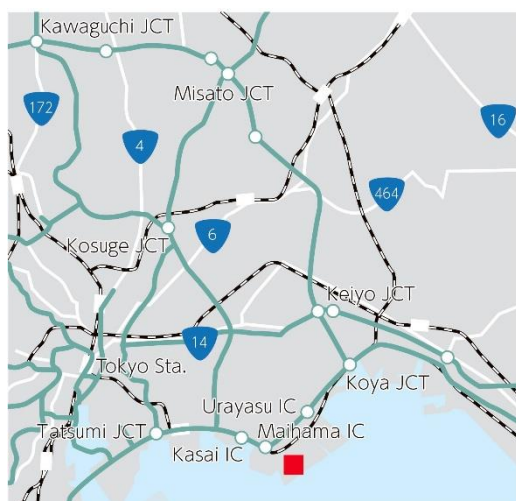 Kawaguchi JCT
Misato JCT
172
4
16
464
6
Kosuge JCT
Keiyo JCT
14
Tokyo Sta.
Koya JCT
Urayasu IC
Tatsumi JCT
Maihama IC
Kasai IC